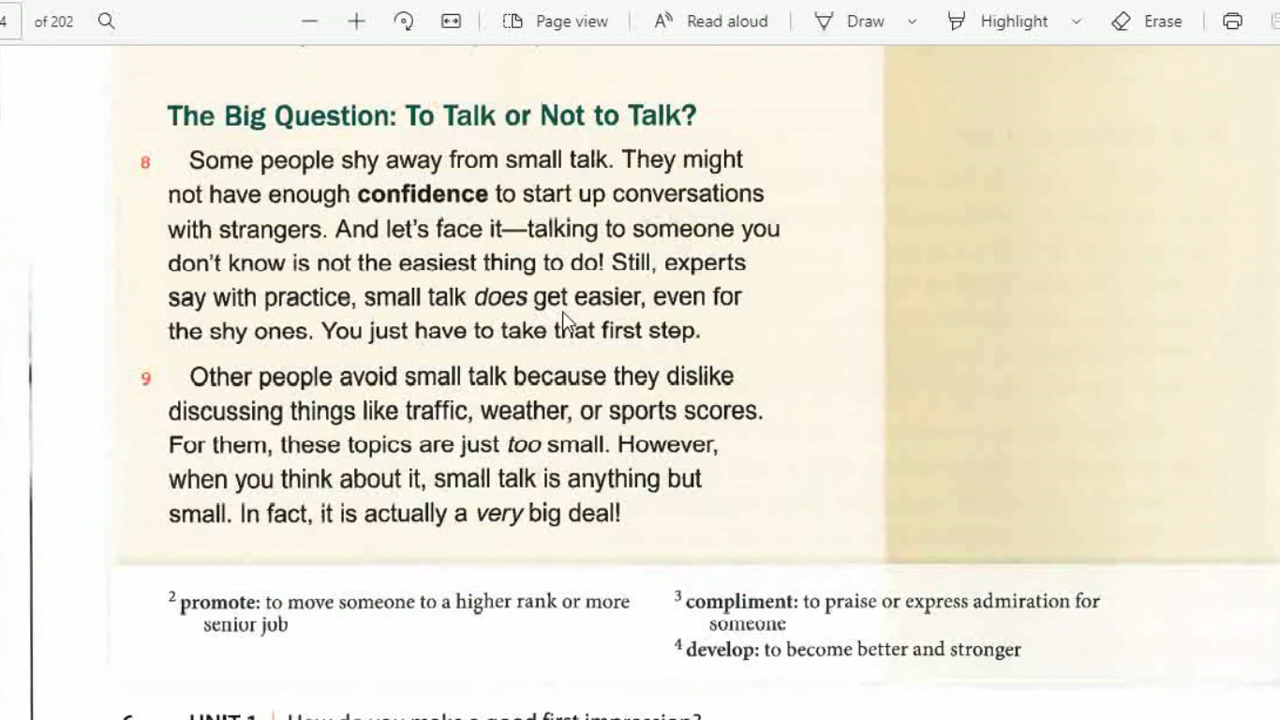 4 of 202 Page view Read aloud Draw Highlight Erase
The Big Question: To Talk or Not to Talk?
8 Some people shy away from small talk. They might
not have enough confidence to start up conversations
with strangers. And let's face it—talking to someone you
don't know is not the easiest thing to do! Still, experts
say with practice, small talk does get easier, even for
the shy ones. You just have to take that first step.
9 Other people avoid small talk because they dislike
discussing things like traffic, weather, or sports scores.
For them, these topics are just too small. However,
when you think about it, small talk is anything but
small. In fact, it is actually a very big deal!
2 promote: to move someone to a higher rank or more
senior job
3 compliment: to praise or express admiration for
someone
4 develop: to become better and stronger
6 UNIT 1 How do you make a good first impression?